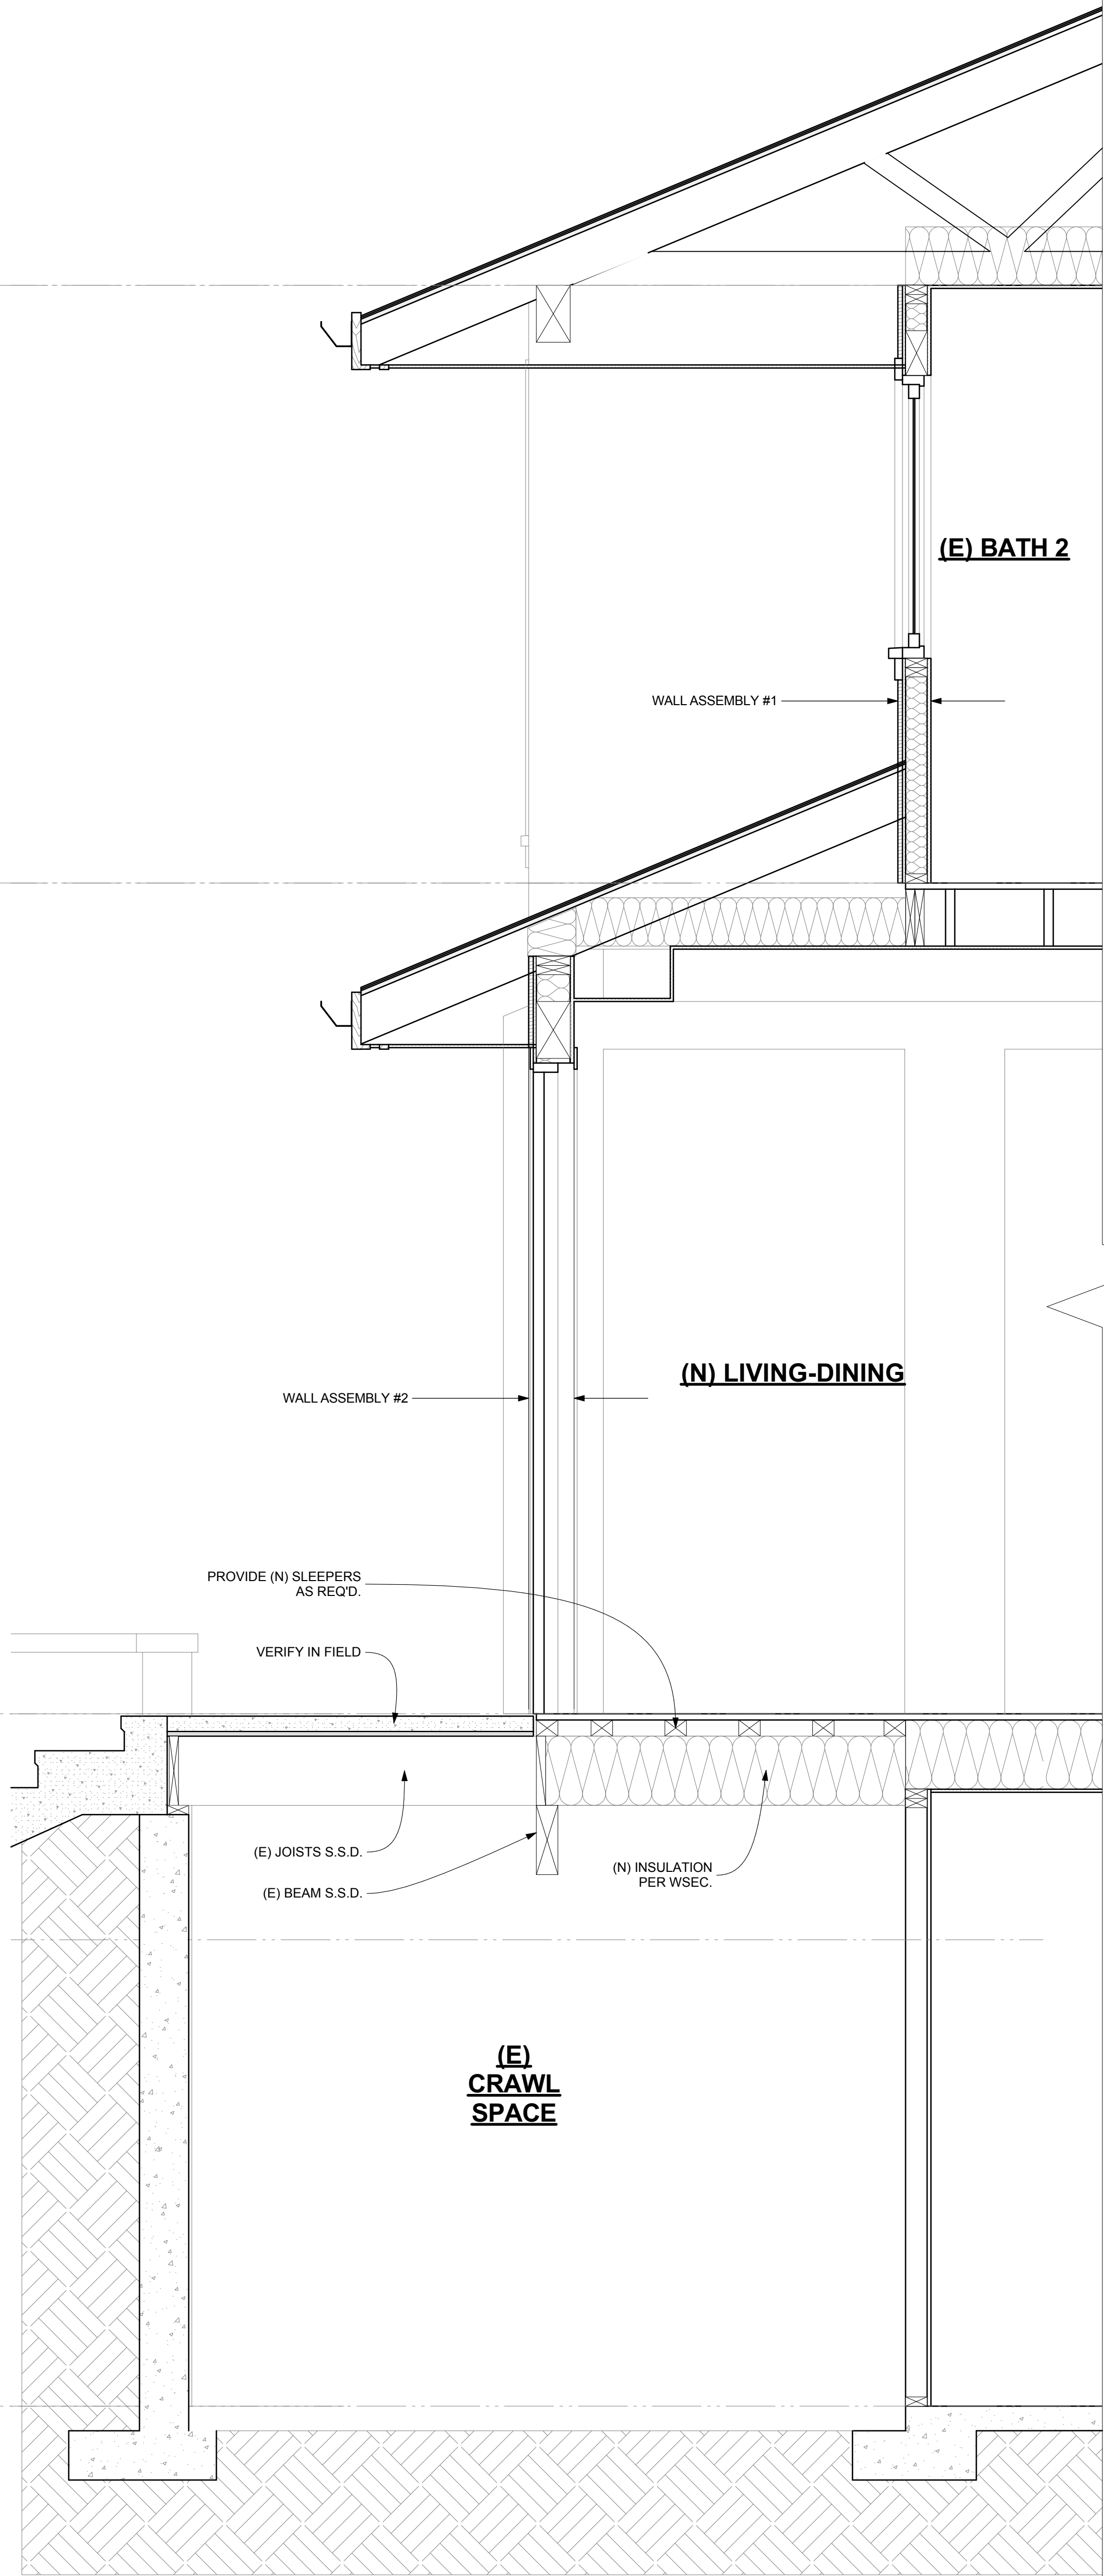 (E) BATH 2
WALL ASSEMBLY #1
(N) LIVING-DINING
WALL ASSEMBLY #2
PROVIDE (N) SLEEPERS
AS REQ'D.
VERIFY IN FIELD
(E) JOISTS S.S.D.
(N) INSULATION
PER WSEC.
(E) BEAM S.S.D.
(E)
CRAWL
SPACE